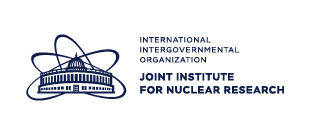 INTERNATIONAL
INTERGOVERNMENTAL
ORGANIZATION
JOINT INSTITUTE
FOR NUCLEAR RESEARCH